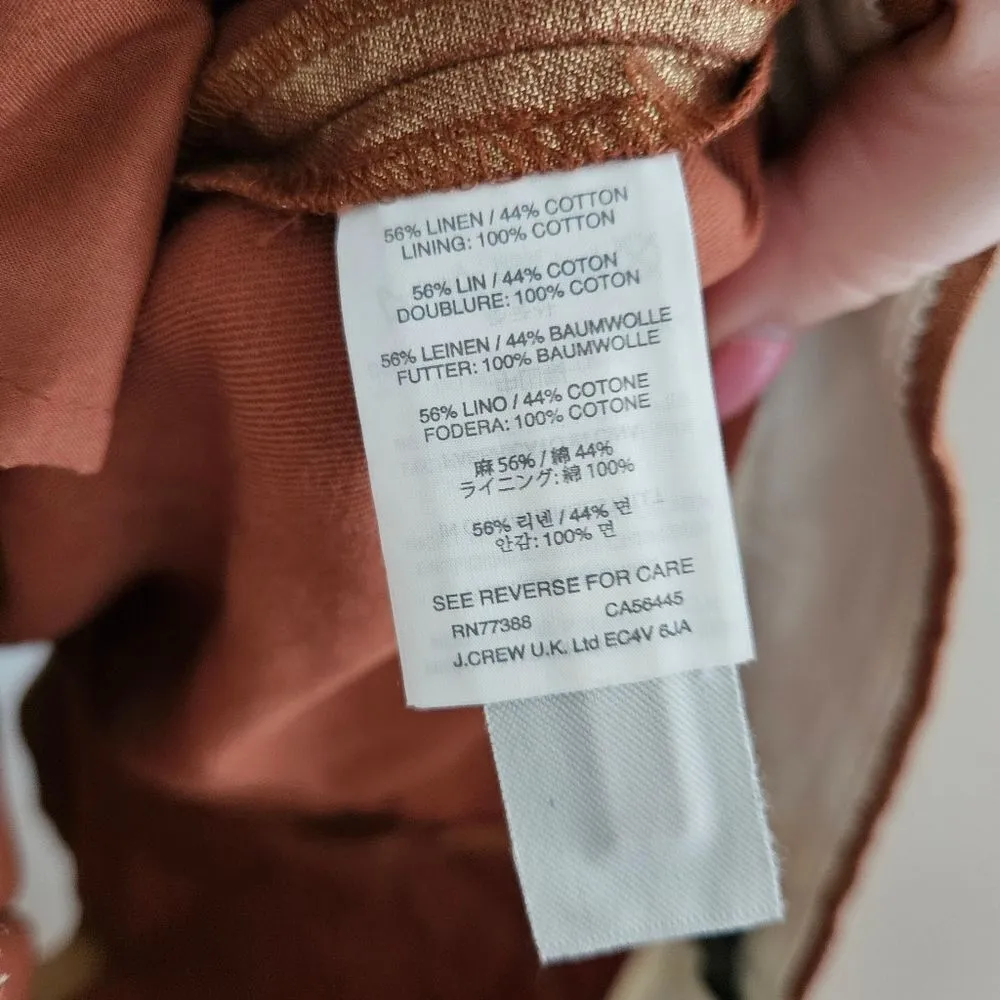 56% LINEN / 44% COTTON
LINING: 100% COTTON
56% LIN / 44% COTON
DOUBLURE: 100% COTON
56% LEINEN / 44% BAUMWOLLE
FUTTER: 100% BAUMWOLLE
56% LINO / 44% COTONE
FODERA: 100% COTONE
麻 56% / 綿 44%
ライニング: 綿 100%
56% 리넨 / 44% 면
안감: 100% 면
SEE REVERSE FOR CARE
RN77388 CA56445
J.CREW U.K. Ltd EC4V 6JA